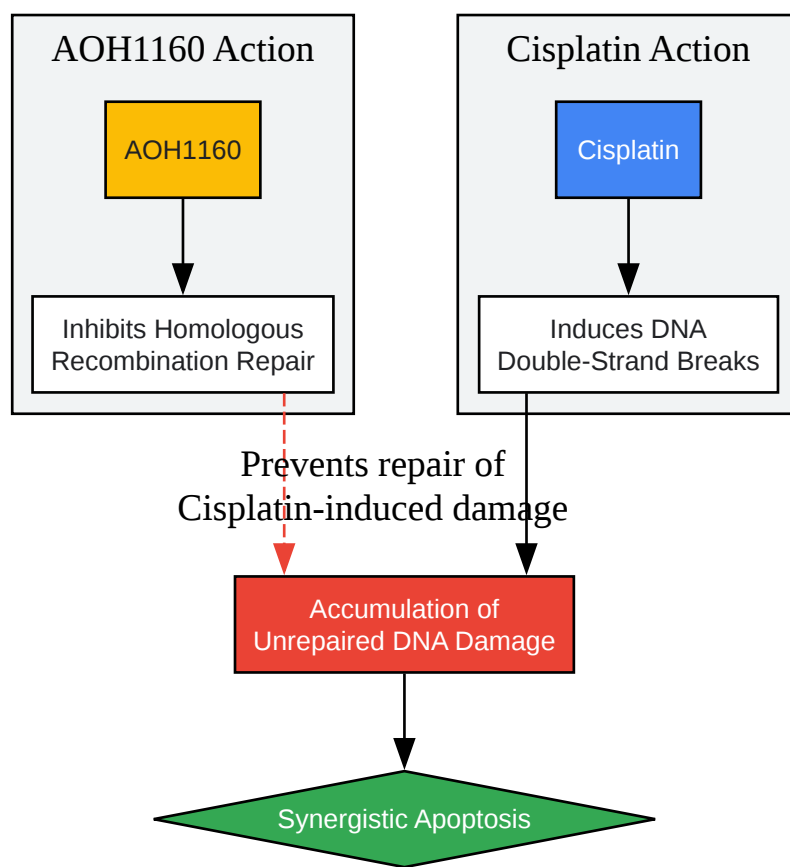 AOH1160 Action
AOH1160
Inhibits Homologous
Recombination Repair
Cisplatin Action
Cisplatin
Induces DNA
Double-Strand Breaks
Prevents repair of
Cisplatin-induced damage
Accumulation of
Unrepaired DNA Damage
Synergistic Apoptosis